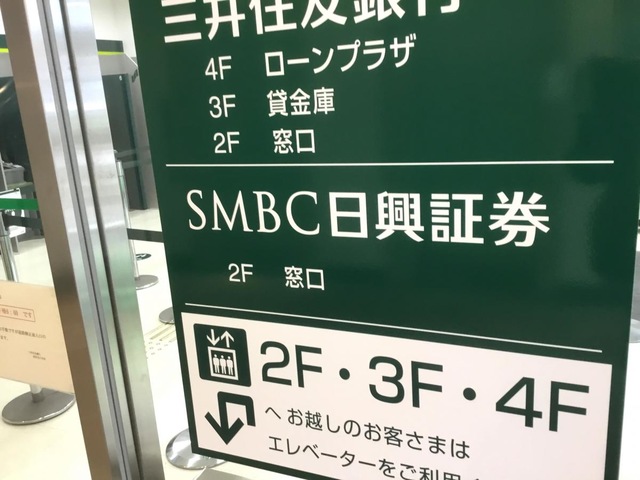 三井住友銀行
4F ローンプラザ
3F 貸金庫
2F 窓口
SMBC日興証券
2F 窓口
2F・3F・4F
へ お越しのお客さまは
エレベーターをご利用